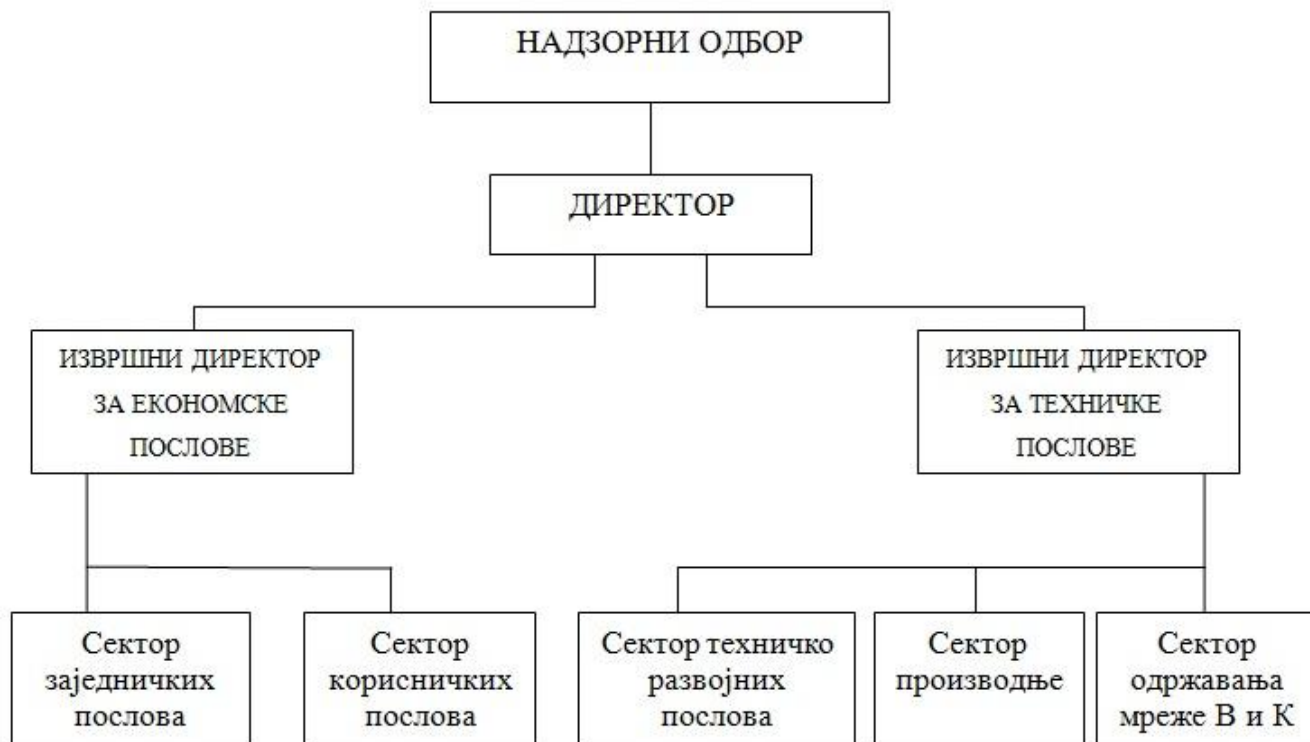 НАДЗОРНИ ОДБОР
ДИРЕКТОР
ИЗВРШНИ ДИРЕКТОР
ЗА ЕКОНОМСКЕ
ПОСЛОВЕ
ИЗВРШНИ ДИРЕКТОР
ЗА ТЕХНИЧКЕ
ПОСЛОВЕ
Сектор
заједничких
послова
Сектор
корисничких
послова
Сектор техничко
развојних
послова
Сектор
производње
Сектор
одржавања
мреже В и К